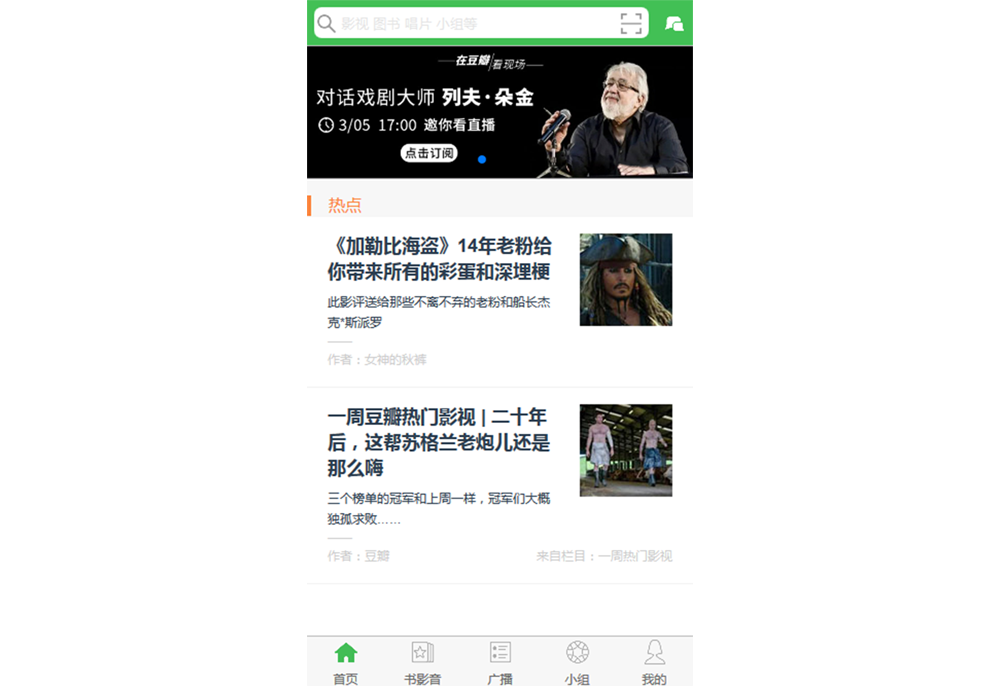 影视 图书 唱片 小组等
在豆瓣 看现场
对话戏剧大师 列夫·朵金
3/05 17:00 邀你看直播
点击订阅
热点
《加勒比海盗》14年老粉给
你带来所有的彩蛋和深埋梗
此影评送给那些不离不弃的老粉和船长杰
克*斯派罗
作者：女神的秋裤
一周豆瓣热门影视 | 二十年
后，这帮苏格兰老炮儿还是
那么嗨
三个榜单的冠军和上周一样，冠军们大概
独孤求败……
作者：豆瓣 来自栏目：一周热门影视
首页 书影音 广播 小组 我的